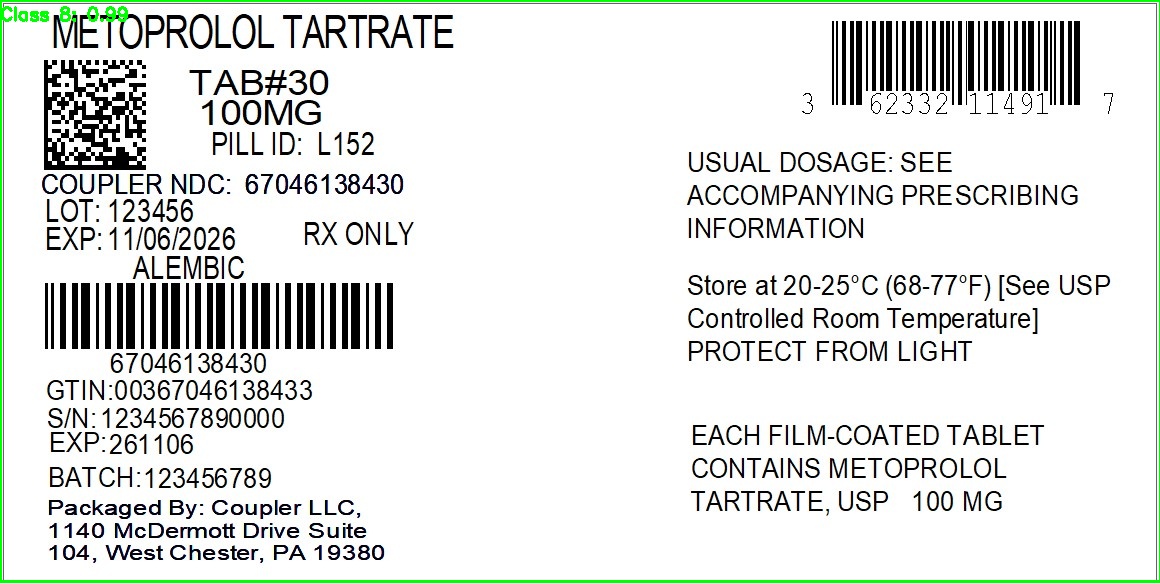 Class 8: 0.99
METOPROLOL TARTRATE
TAB#30
100MG
PILL ID: L152
COUPLER NDC: 67046138430
LOT: 123456
EXP: 11/06/2026
RX ONLY
ALEMBIC
67046138430
GTIN:00367046138433
S/N:1234567890000
EXP:261106
BATCH:123456789
Packaged By: Coupler LLC,
1140 McDermott Drive Suite
104, West Chester, PA 19380
3 62332 11491 7
USUAL DOSAGE: SEE
ACCOMPANYING PRESCRIBING
INFORMATION
Store at 20-25°C (68-77°F) [See USP
Controlled Room Temperature]
PROTECT FROM LIGHT
EACH FILM-COATED TABLET
CONTAINS METOPROLOL
TARTRATE, USP 100 MG